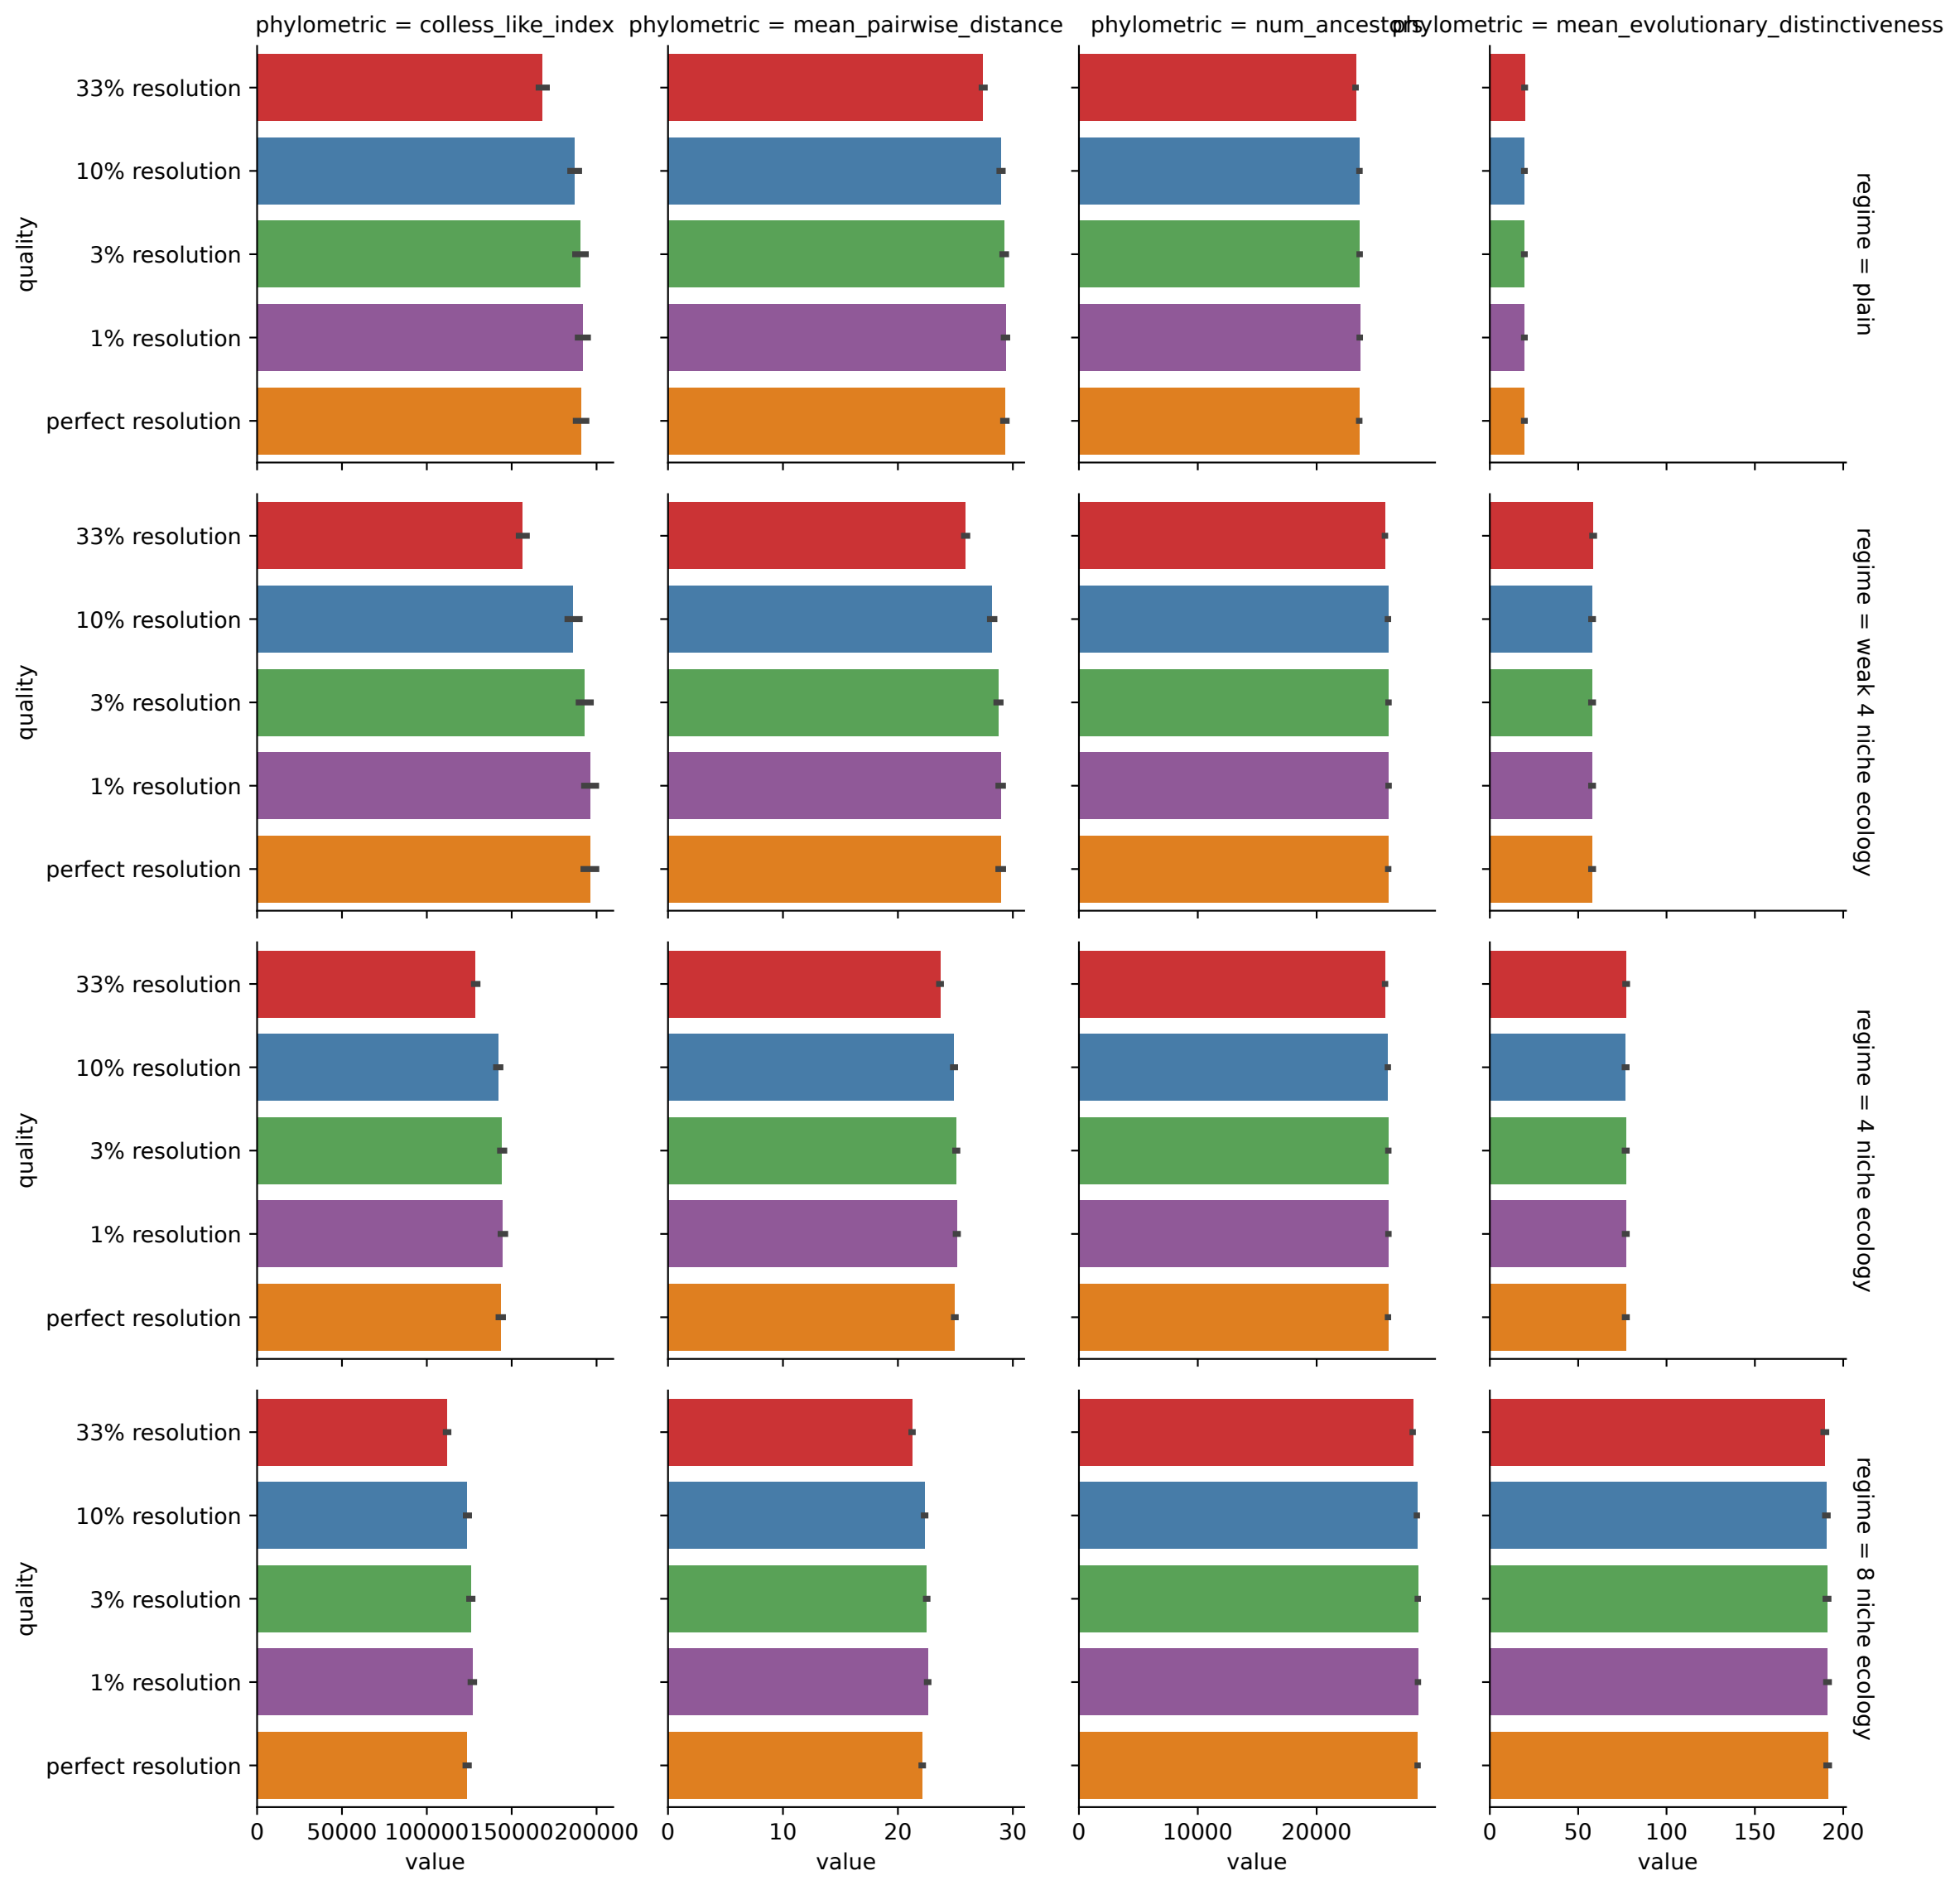 phylometric = colless_like_index
phylometric = mean_pairwise_distance
phylometric = num_ancestors
phylometric = mean_evolutionary_distinctiveness
quality
33% resolution
10% resolution
3% resolution
1% resolution
perfect resolution
regime = plain
quality
33% resolution
10% resolution
3% resolution
1% resolution
perfect resolution
regime = weak 4 niche ecology
quality
33% resolution
10% resolution
3% resolution
1% resolution
perfect resolution
regime = 4 niche ecology
quality
33% resolution
10% resolution
3% resolution
1% resolution
perfect resolution
regime = 8 niche ecology
0 50000 100000 150000 200000
0 10 20 30
0 10000 20000
0 50 100 150 200
value
value
value
value